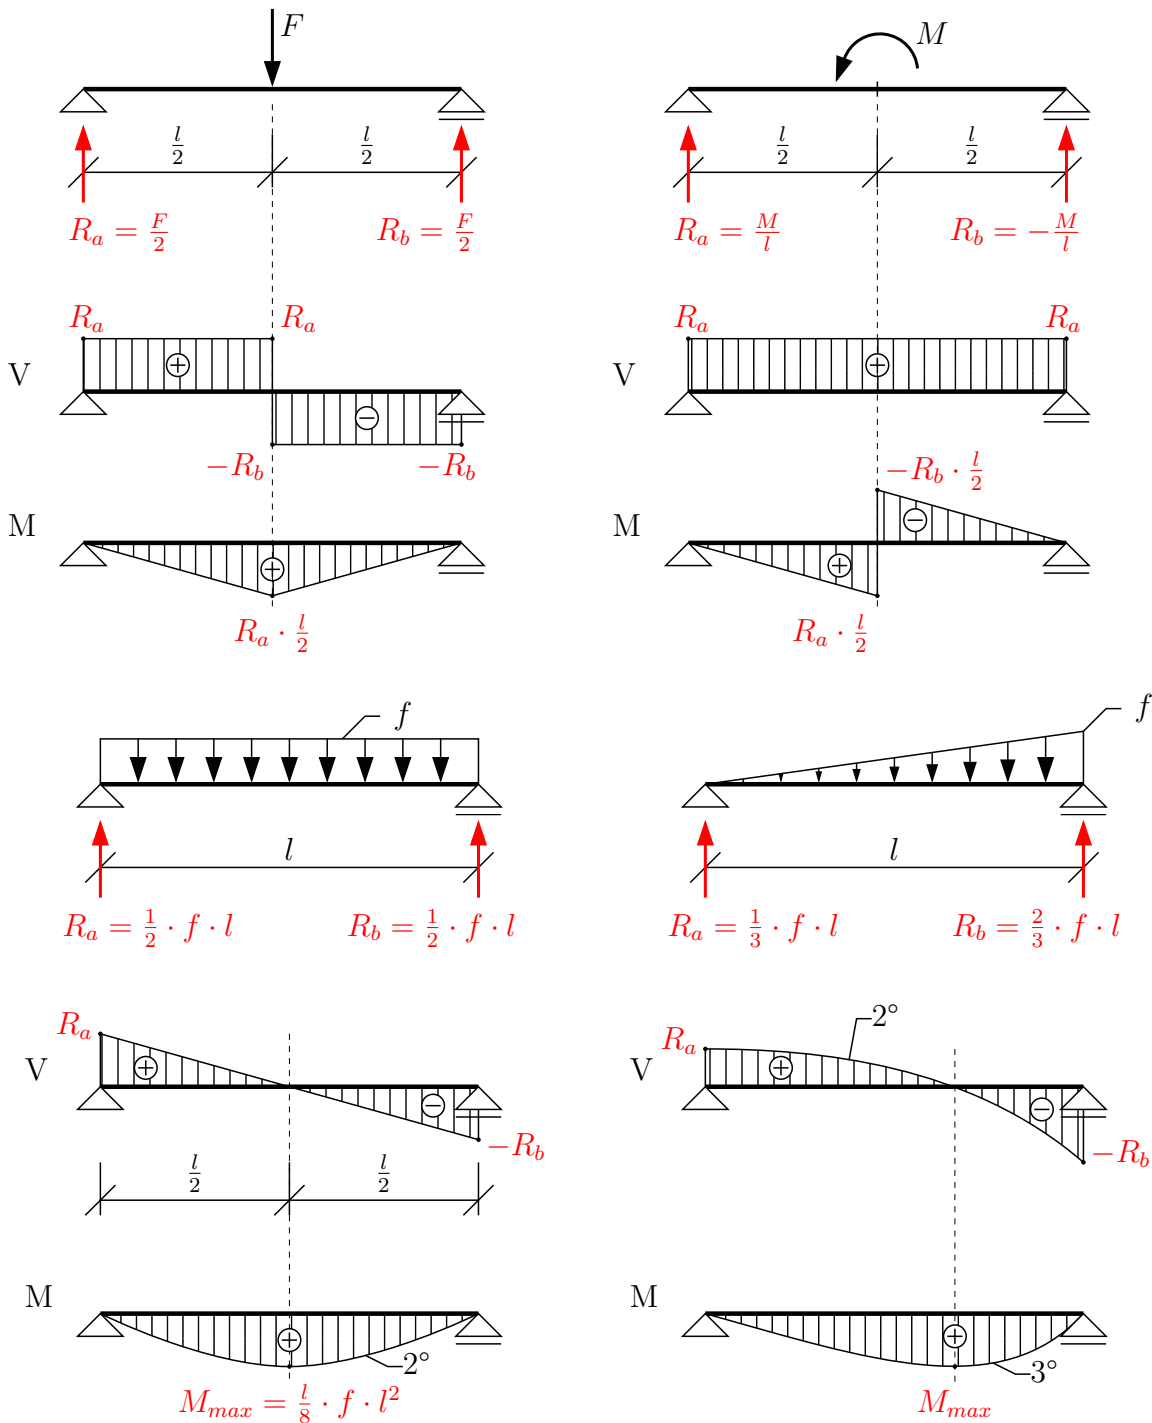 F
M
l/2 l/2 l/2 l/2
R_a = F/2 R_b = F/2 R_a = M/l R_b = −M/l
R_a R_a R_a R_a
V + V +
−
−R_b −R_b −R_b · l/2
M + M + −
R_a · l/2 R_a · l/2
f f
l l
R_a = 1/2 · f · l R_b = 1/2 · f · l R_a = 1/3 · f · l R_b = 2/3 · f · l
R_a R_a 2°
V + − V + −
−R_b −R_b
l/2 l/2
M + M +
2° 3°
M_max = l/8 · f · l² M_max